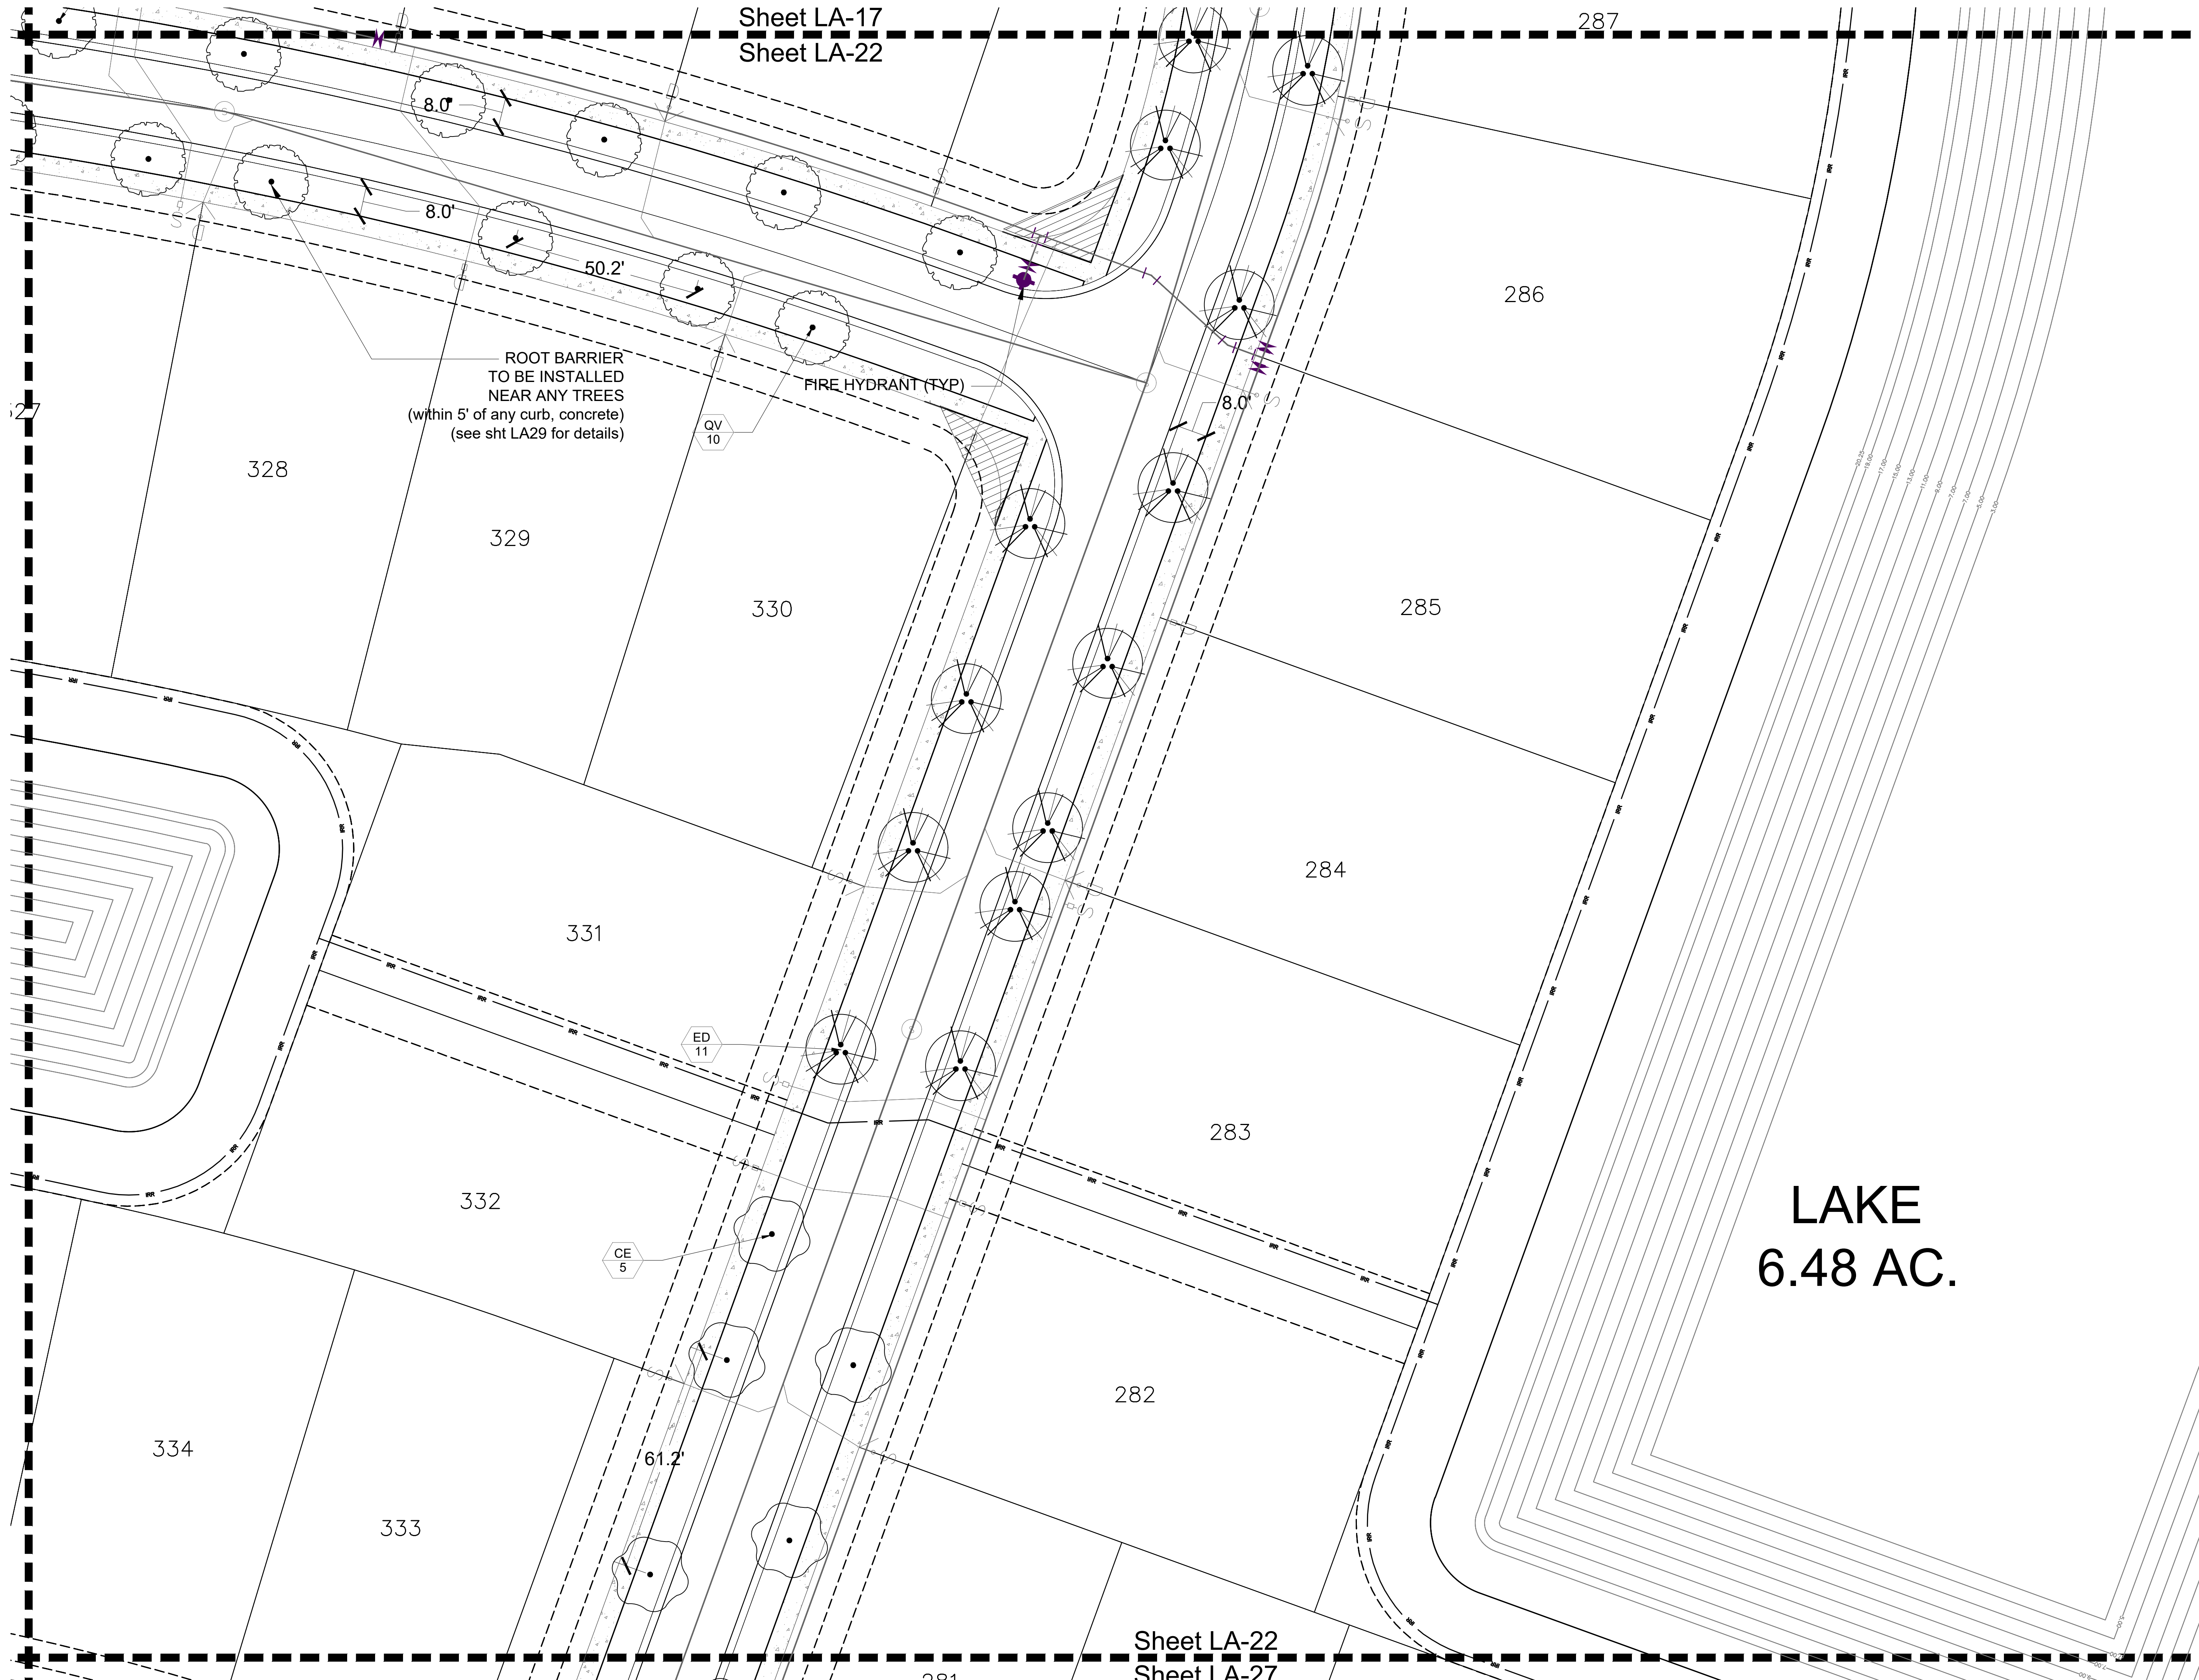 Sheet LA-17
Sheet LA-22
287
8.0'
8.0'
50.2'
286
ROOT BARRIER
TO BE INSTALLED
NEAR ANY TREES
(within 5' of any curb, concrete)
(see sht LA29 for details)
FIRE HYDRANT (TYP)
QV
10
8.0'
328
329
330
285
284
331
ED
11
283
332
CE
5
LAKE
6.48 AC.
282
334
61.2'
333
Sheet LA-22
Sheet LA-27
281